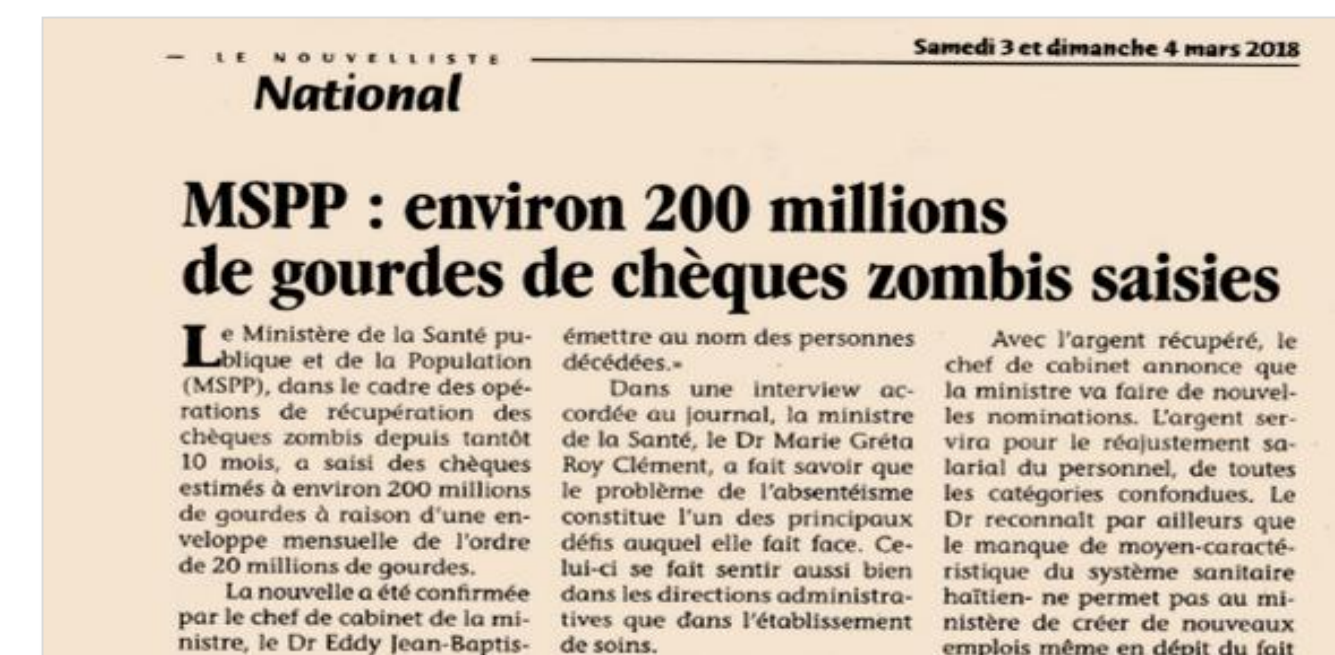 — LE NOUVELLISTE
Samedi 3 et dimanche 4 mars 2018
National
MSPP : environ 200 millions
de gourdes de chèques zombis saisies
Le Ministère de la Santé pu-
blique et de la Population
(MSPP), dans le cadre des opé-
rations de récupération des
chèques zombis depuis tantôt
10 mois, a saisi des chèques
estimés à environ 200 millions
de gourdes à raison d'une en-
veloppe mensuelle de l'ordre
de 20 millions de gourdes.
La nouvelle a été confirmée
par le chef de cabinet de la mi-
nistre, le Dr Eddy Jean-Baptis-
émettre au nom des personnes
décédées.»
Dans une interview ac-
cordée au journal, la ministre
de la Santé, le Dr Marie Gréta
Roy Clément, a fait savoir que
le problème de l'absentéisme
constitue l'un des principaux
défis auquel elle fait face. Ce-
lui-ci se fait sentir aussi bien
dans les directions administra-
tives que dans l'établissement
de soins.
Avec l'argent récupéré, le
chef de cabinet annonce que
la ministre va faire de nouvel-
les nominations. L'argent ser-
vira pour le réajustement sa-
larial du personnel, de toutes
les catégories confondues. Le
Dr reconnaît par ailleurs que
le manque de moyen-caracté-
ristique du système sanitaire
haïtien- ne permet pas au mi-
nistère de créer de nouveaux
emplois même en dépit du fait